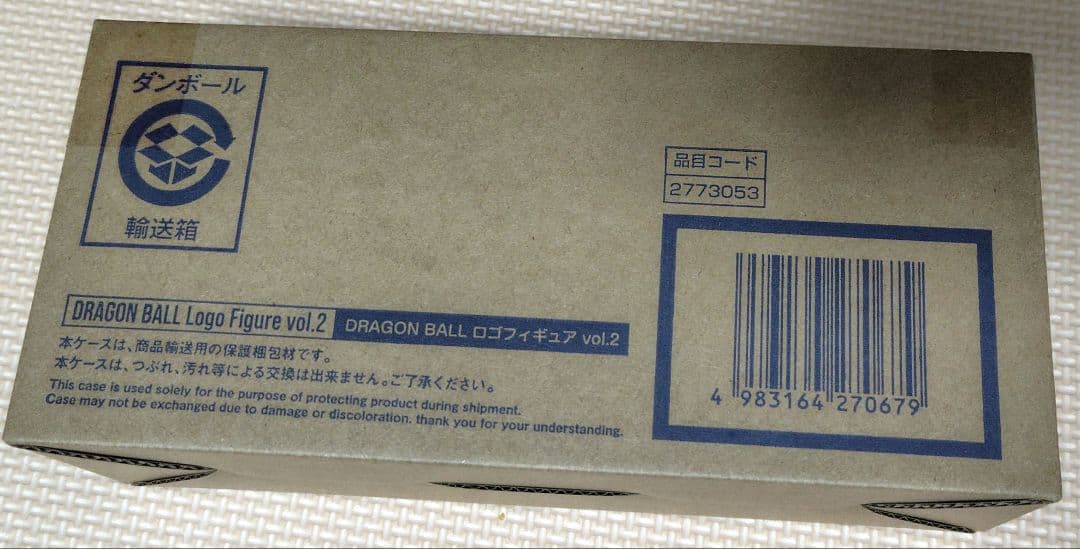 ダンボール
輸送箱
品目コード
2773053
DRAGON BALL Logo Figure vol.2 DRAGON BALL ロゴフィギュア vol.2
本ケースは、商品輸送用の保護梱包材です。
本ケースは、つぶれ、汚れ等による交換は出来ません。ご了承ください。
This case is used solely for the purpose of protecting product during shipment.
Case may not be exchanged due to damage or discoloration. thank you for your understanding.
4 983164 270679